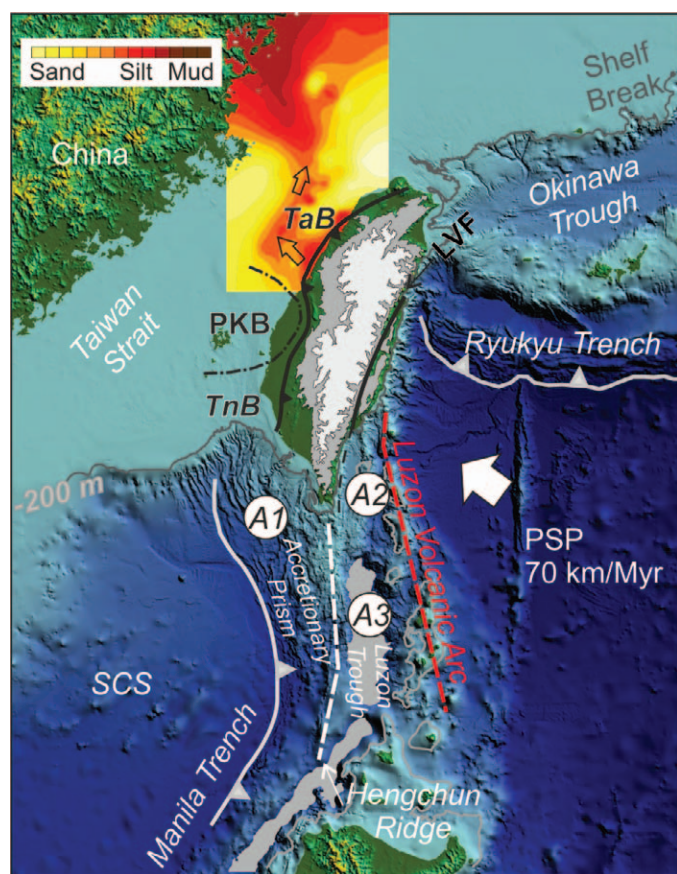 Sand Silt Mud
China
Shelf
Break
Okinawa
Trough
TaB
LVF
Taiwan
Strait
PKB
Ryukyu Trench
TnB
-200 m
A1
A2
Luzon Volcanic Arc
PSP
70 km/Myr
Accretionary
Prism
A3
Luzon
Trough
SCS
Manila Trench
Hengchun
Ridge